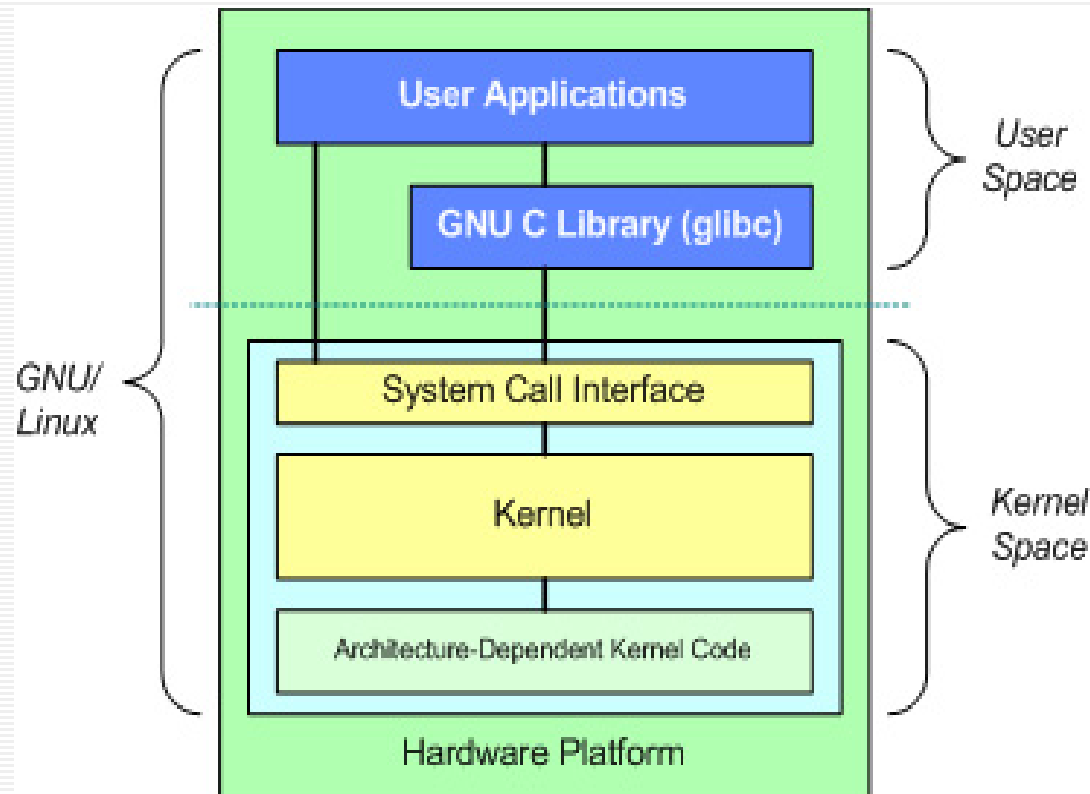 User Applications
GNU C Library (glibc)
User
Space
GNU/
Linux
System Call Interface
Kernel
Architecture-Dependent Kernel Code
Kernel
Space
Hardware Platform